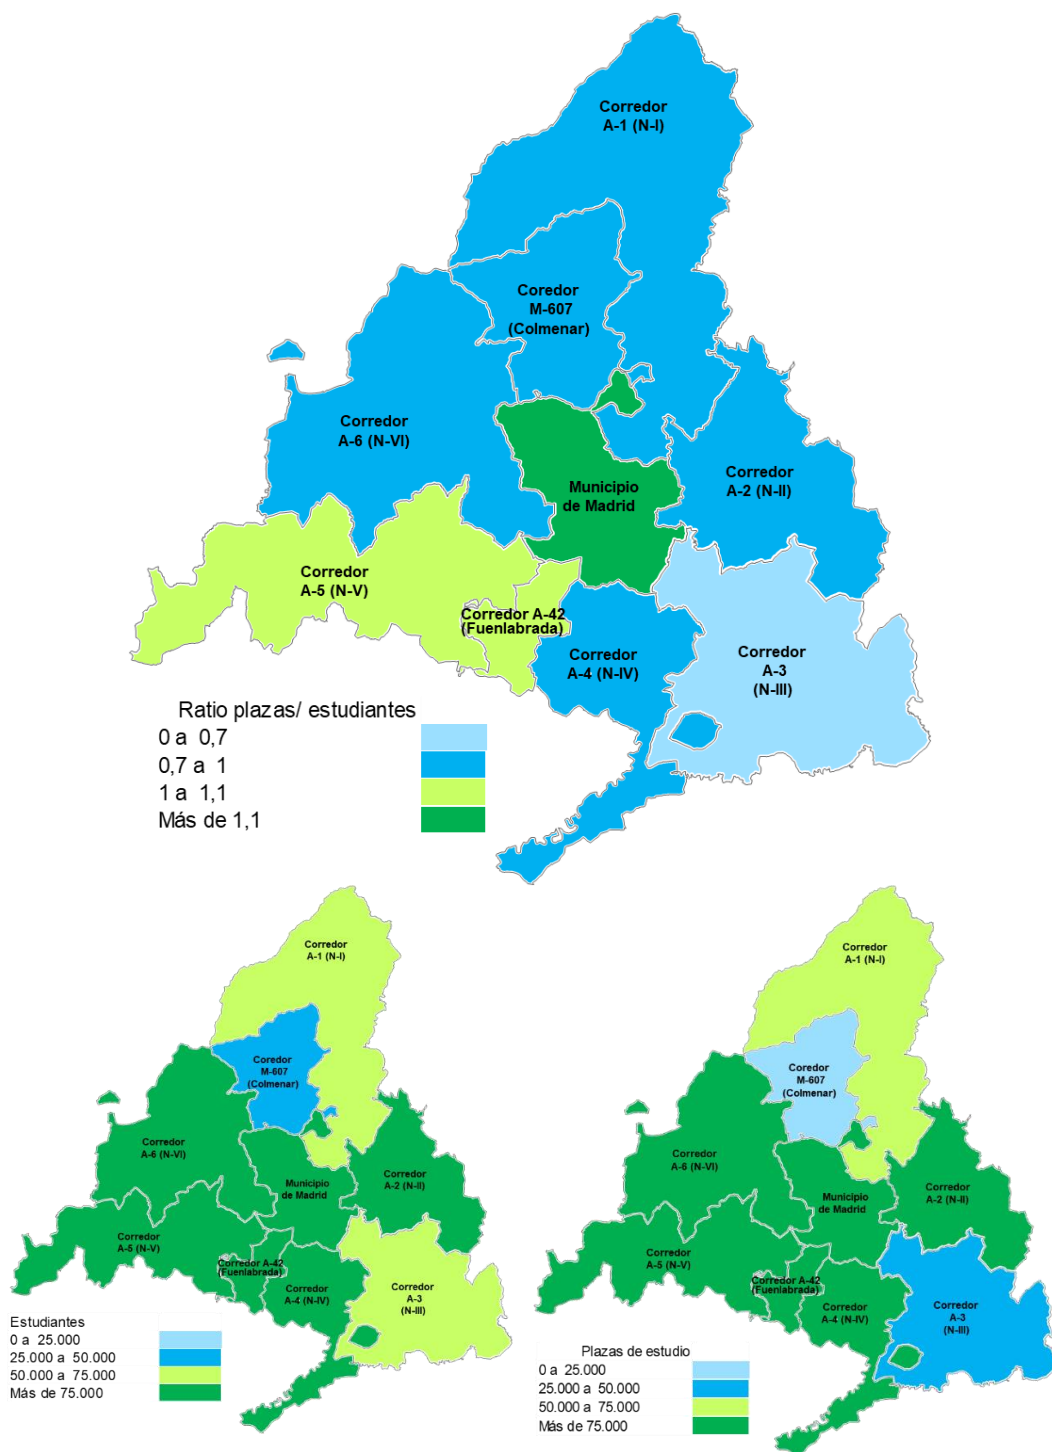 Corredor
A-1 (N-I)
Coredor
M-607
(Colmenar)
Corredor
A-6 (N-VI)
Corredor
A-2 (N-II)
Municipio
de Madrid
Corredor
A-5 (N-V)
Corredor A-42
(Fuenlabrada)
Corredor
A-4 (N-IV)
Corredor
A-3
(N-III)
Ratio plazas/ estudiantes
0 a 0,7
0,7 a 1
1 a 1,1
Más de 1,1
Corredor
A-1 (N-I)
Coredor
M-607
(Colmenar)
Corredor
A-6 (N-VI)
Corredor
A-2 (N-II)
Municipio
de Madrid
Corredor
A-5 (N-V)
Corredor A-42
(Fuenlabrada)
Corredor
A-4 (N-IV)
Corredor
A-3
(N-III)
Estudiantes
0 a 25.000
25.000 a 50.000
50.000 a 75.000
Más de 75.000
Corredor
A-1 (N-I)
Coredor
M-607
(Colmenar)
Corredor
A-6 (N-VI)
Corredor
A-2 (N-II)
Municipio
de Madrid
Corredor
A-5 (N-V)
Corredor A-42
(Fuenlabrada)
Corredor
A-4 (N-IV)
Corredor
A-3
(N-III)
Plazas de estudio
0 a 25.000
25.000 a 50.000
50.000 a 75.000
Más de 75.000